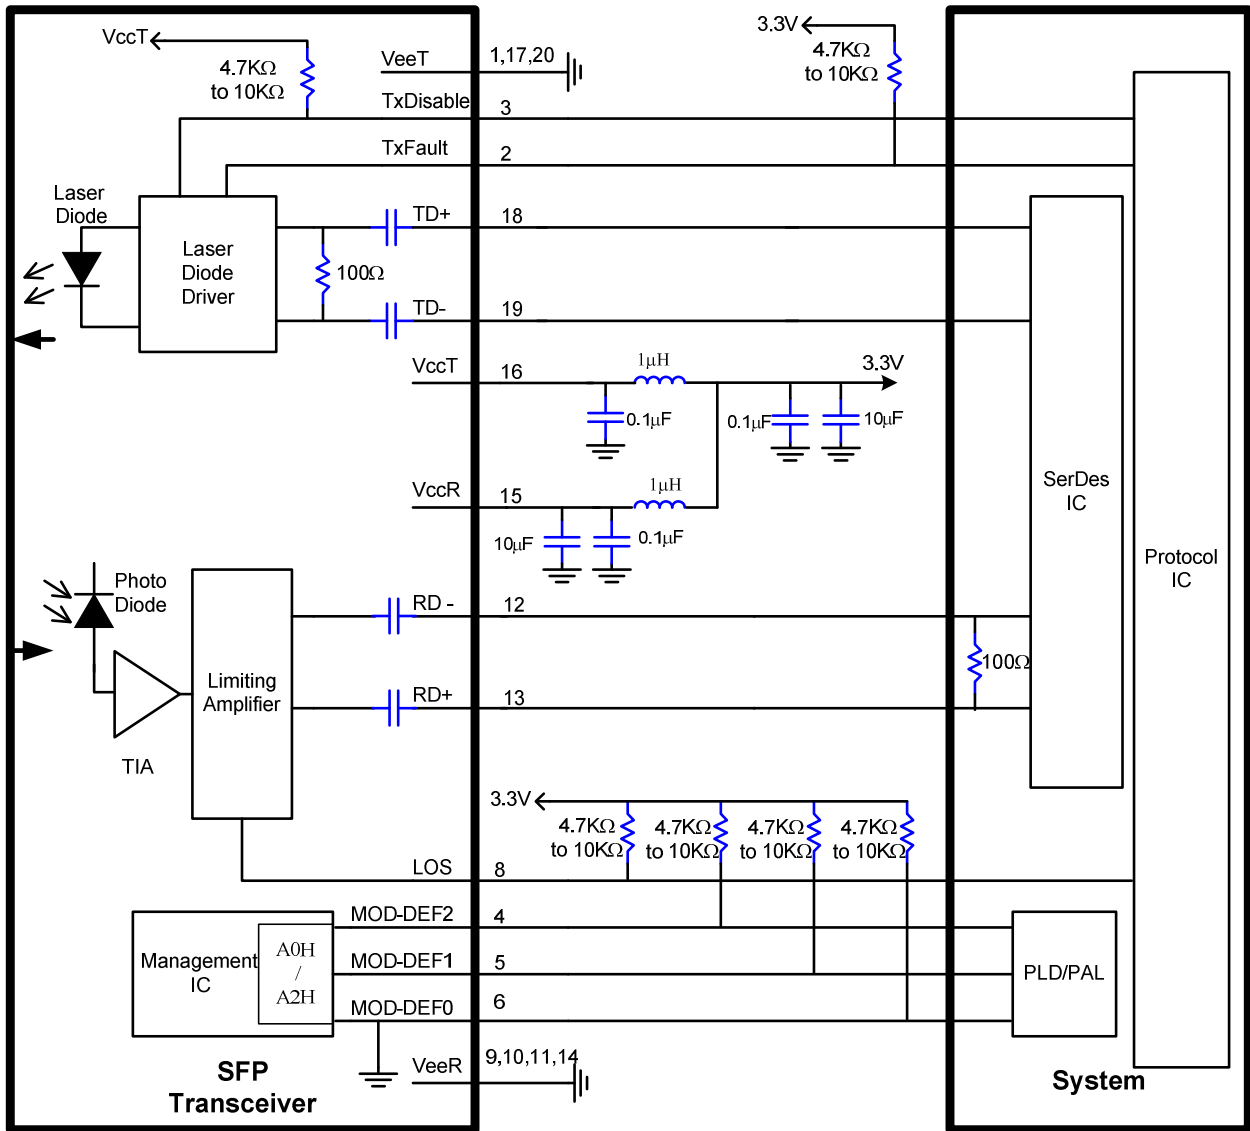 VccT
4.7KΩ
to 10KΩ
VeeT
1,17,20
3.3V
4.7KΩ
to 10KΩ
TxDisable
3
TxFault
2
Laser
Diode
Laser
Diode
Driver
TD+
18
100Ω
TD-
19
VccT
16
1μH
3.3V
0.1μF
0.1μF
10μF
VccR
15
1μH
10μF
0.1μF
SerDes
IC
Protocol
IC
Photo
Diode
RD -
12
Limiting
Amplifier
RD+
13
100Ω
TIA
3.3V
4.7KΩ
to 10KΩ
4.7KΩ
to 10KΩ
4.7KΩ
to 10KΩ
4.7KΩ
to 10KΩ
LOS
8
MOD-DEF2
4
Management
IC
A0H
/
A2H
MOD-DEF1
5
PLD/PAL
MOD-DEF0
6
VeeR
9,10,11,14
SFP
Transceiver
System